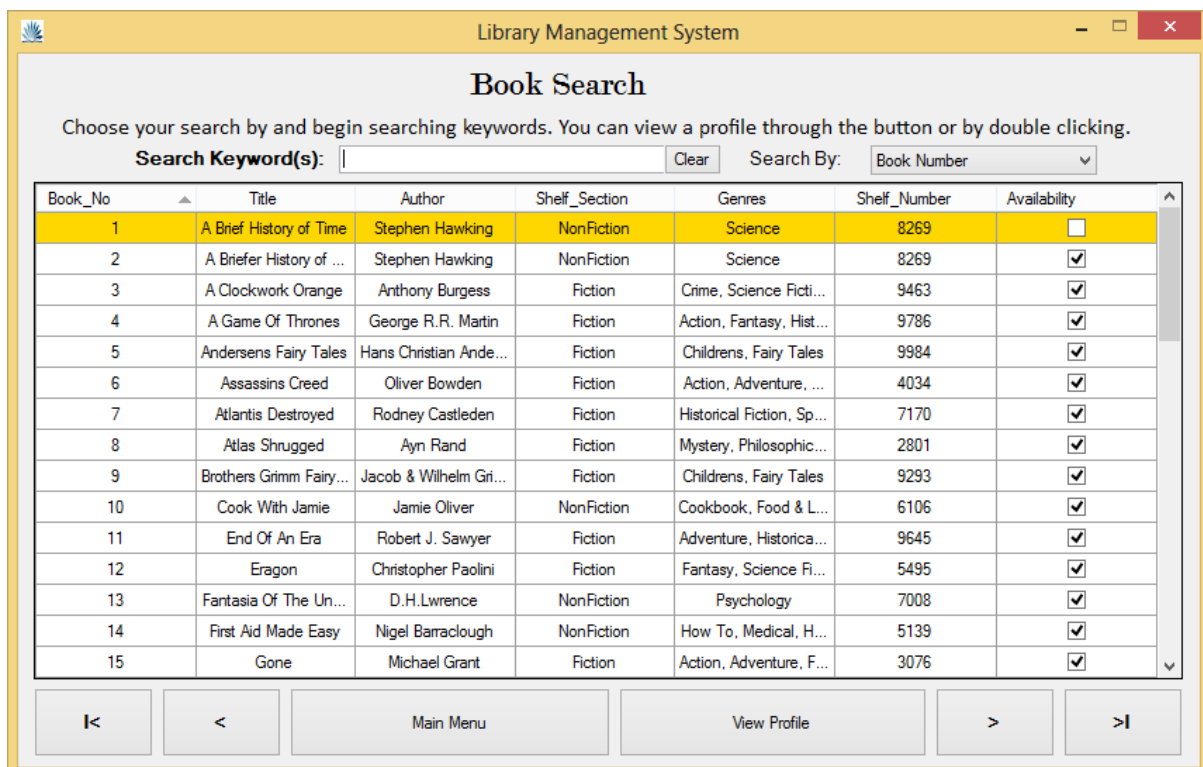 Library Management System
Book Search
Choose your search by and begin searching keywords. You can view a profile through the button or by double clicking.
Search Keyword(s): Clear Search By: Book Number
Book_No Title Author Shelf_Section Genres Shelf_Number Availability
1 A Brief History of Time Stephen Hawking NonFiction Science 8269
2 A Briefer History of ... Stephen Hawking NonFiction Science 8269
3 A Clockwork Orange Anthony Burgess Fiction Crime, Science Ficti... 9463
4 A Game Of Thrones George R.R. Martin Fiction Action, Fantasy, Hist... 9786
5 Andersens Fairy Tales Hans Christian Ande... Fiction Childrens, Fairy Tales 9984
6 Assassins Creed Oliver Bowden Fiction Action, Adventure, ... 4034
7 Atlantis Destroyed Rodney Castleden Fiction Historical Fiction, Sp... 7170
8 Atlas Shrugged Ayn Rand Fiction Mystery, Philosophic... 2801
9 Brothers Grimm Fairy... Jacob & Wilhelm Gri... Fiction Childrens, Fairy Tales 9293
10 Cook With Jamie Jamie Oliver NonFiction Cookbook, Food & L... 6106
11 End Of An Era Robert J. Sawyer Fiction Adventure, Historica... 9645
12 Eragon Christopher Paolini Fiction Fantasy, Science Fi... 5495
13 Fantasia Of The Un... D.H.Lwrence NonFiction Psychology 7008
14 First Aid Made Easy Nigel Barraclough NonFiction How To, Medical, H... 5139
15 Gone Michael Grant Fiction Action, Adventure, F... 3076
I< < Main Menu View Profile > >I